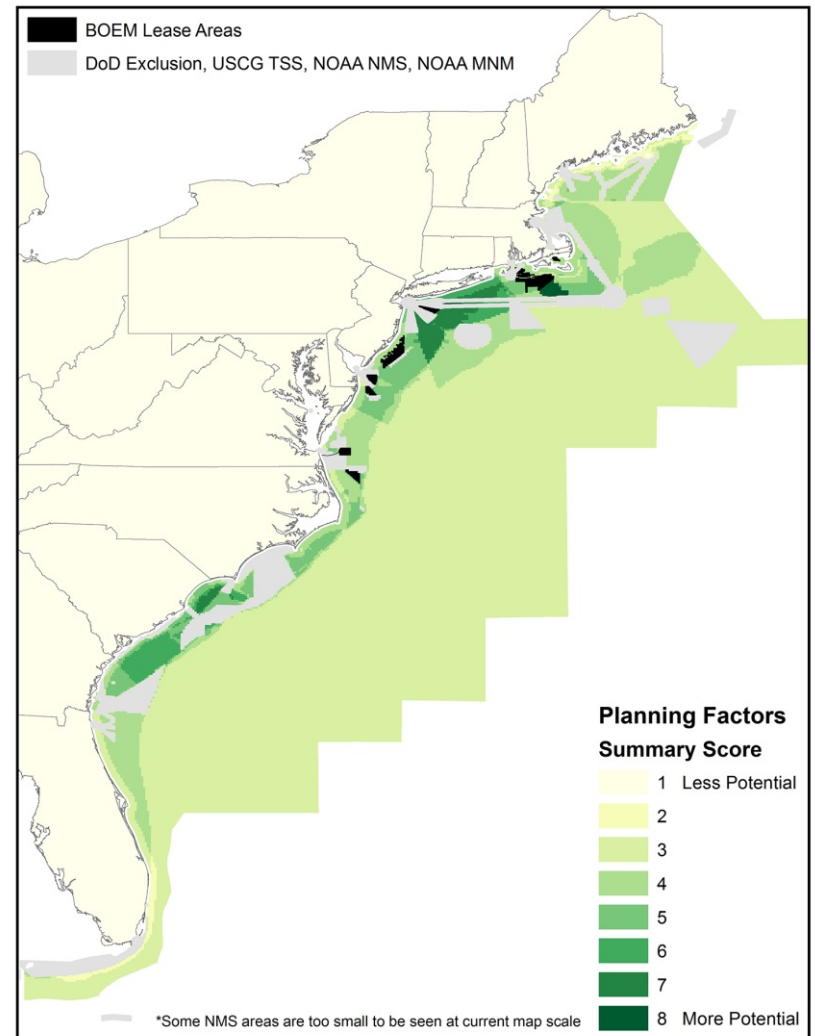 BOEM Lease Areas
DoD Exclusion, USCG TSS, NOAA NMS, NOAA MNM
Planning Factors
Summary Score
1 Less Potential
2
3
4
5
6
7
8 More Potential
*Some NMS areas are too small to be seen at current map scale